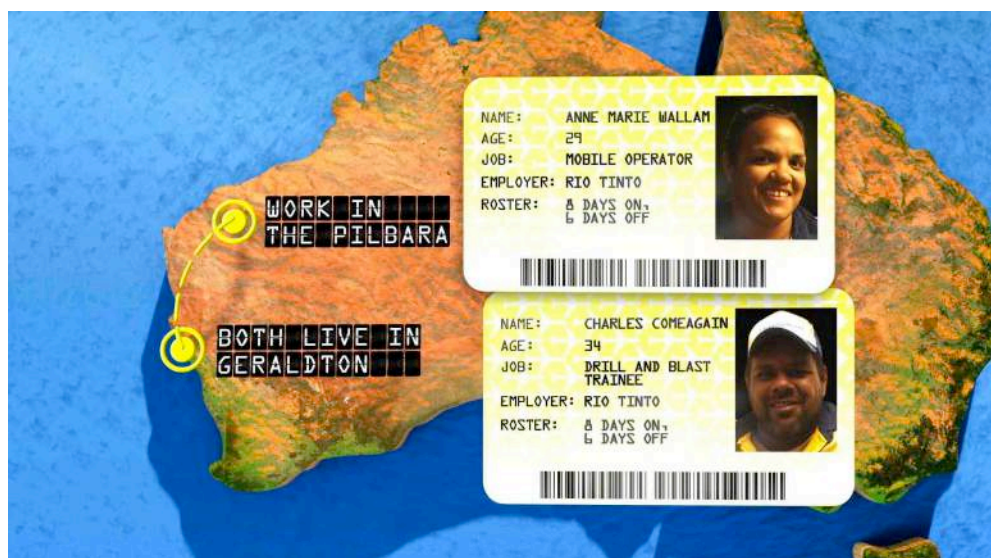 WORK IN
THE PILBARA
BOTH LIVE IN
GERALDTON
NAME: ANNE MARIE WALLAM
AGE: 29
JOB: MOBILE OPERATOR
EMPLOYER: RIO TINTO
ROSTER: 8 DAYS ON,
6 DAYS OFF
NAME: CHARLES COMEAGAIN
AGE: 34
JOB: DRILL AND BLAST
TRAINEE
EMPLOYER: RIO TINTO
ROSTER: 8 DAYS ON,
6 DAYS OFF